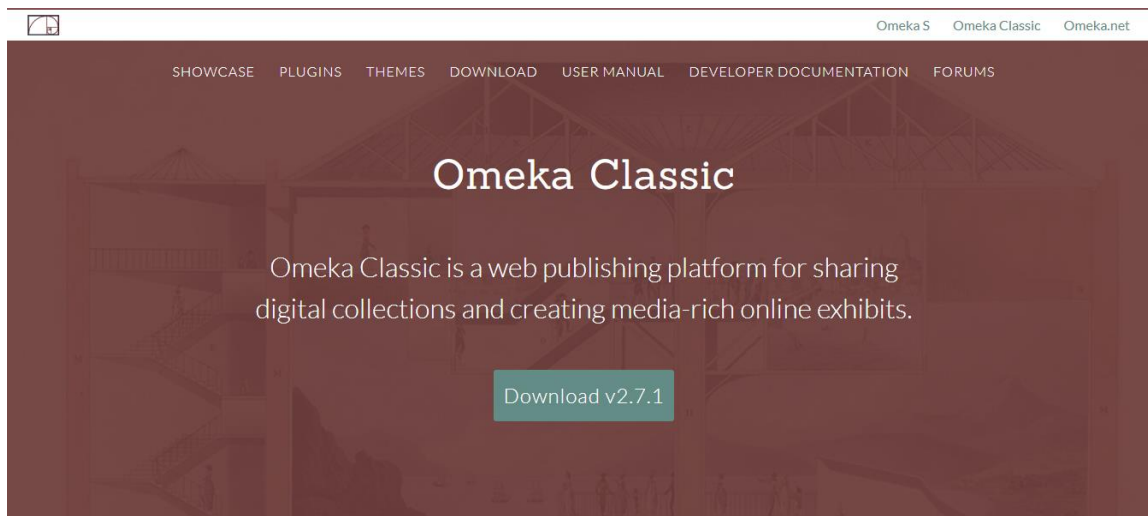 Omeka S Omeka Classic Omeka.net
SHOWCASE PLUGINS THEMES DOWNLOAD USER MANUAL DEVELOPER DOCUMENTATION FORUMS
Omeka Classic
Omeka Classic is a web publishing platform for sharing
digital collections and creating media-rich online exhibits.
Download v2.7.1